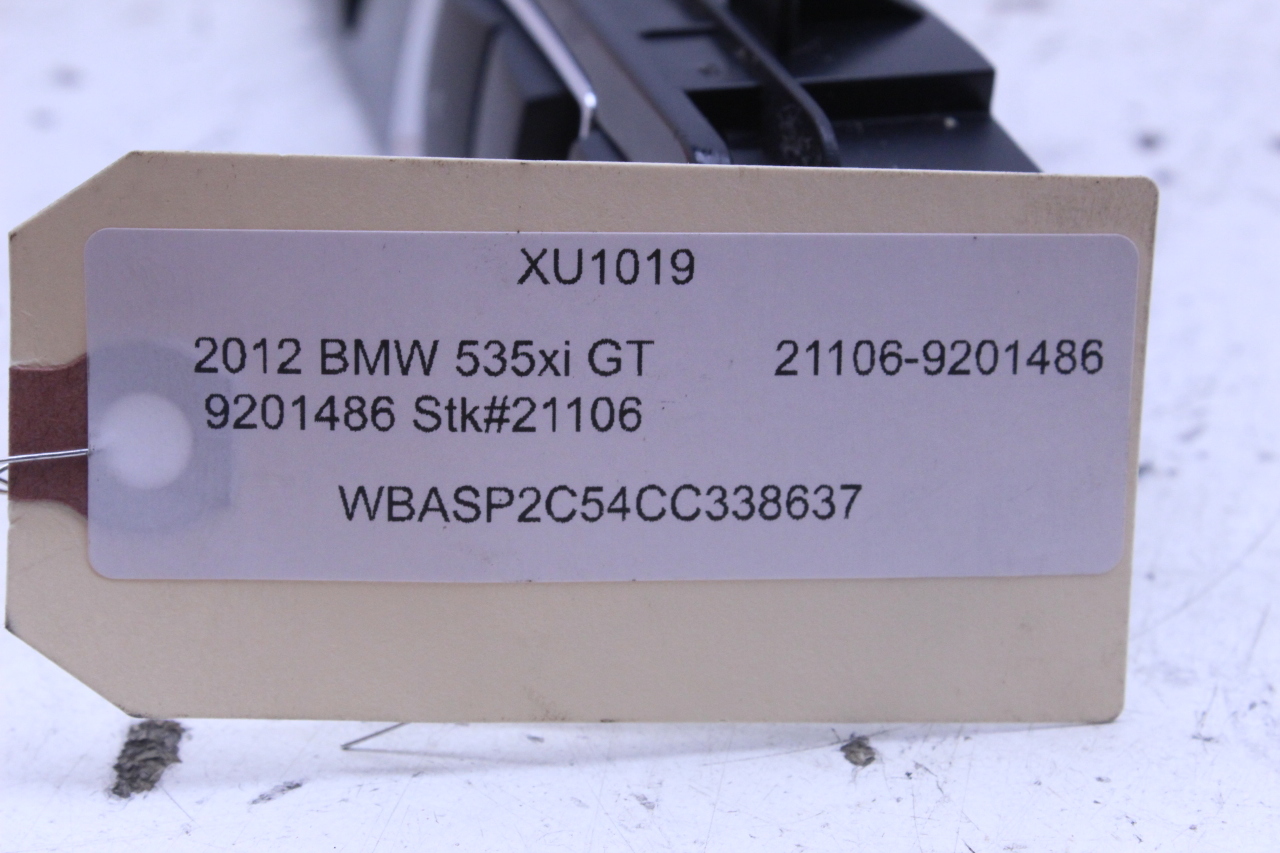 XU1019
2012 BMW 535xi GT 21106-9201486
9201486 Stk#21106
WBASP2C54CC338637